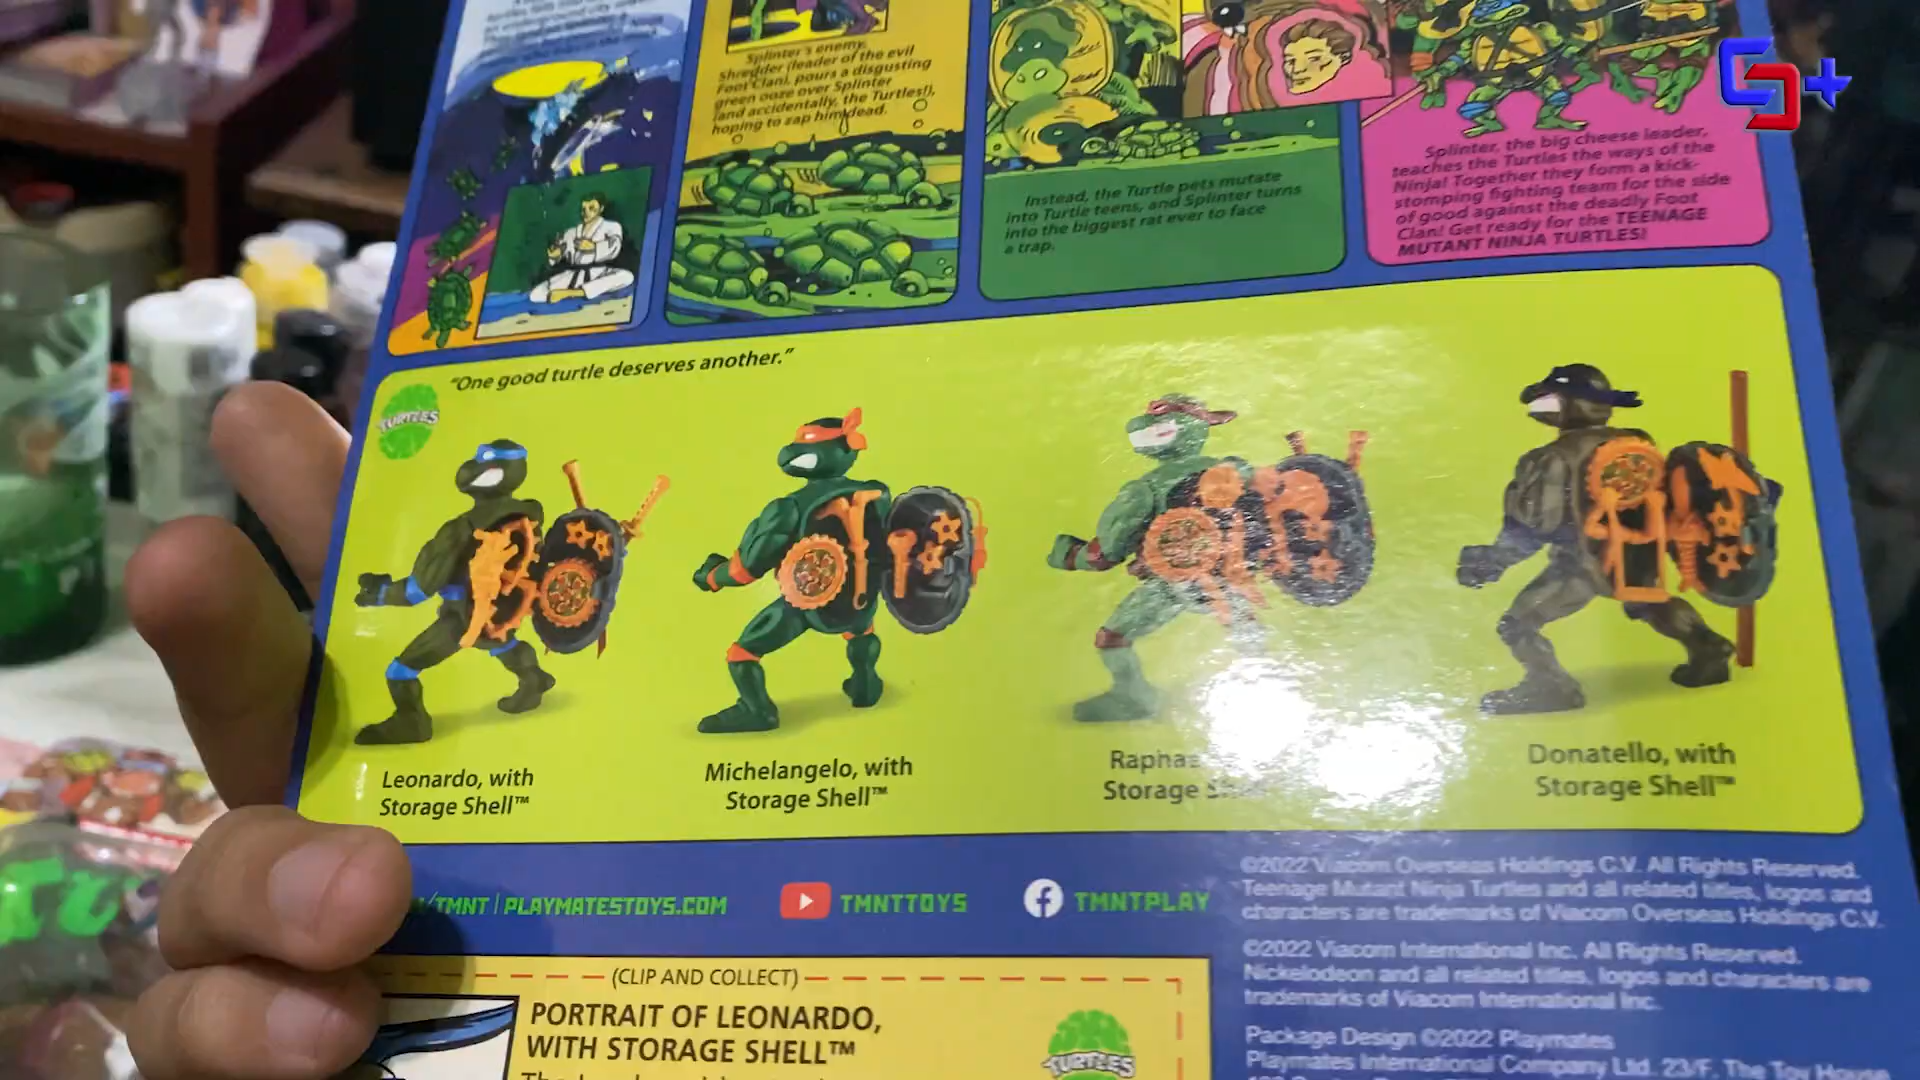 Splinter's enemy,
Shredder (leader of the evil
Foot Clan), pours a disgusting
green ooze over Splinter
(and accidentally, the Turtles!),
hoping to zap him dead.
Instead, the Turtle pets mutate
into Turtle teens, and Splinter turns
into the biggest rat ever to face
a trap.
Splinter, the big cheese leader,
teaches the Turtles the ways of the
Ninja! Together they form a kick-
stomping fighting team for the side
of good against the deadly Foot
Clan! Get ready for the TEENAGE
MUTANT NINJA TURTLES!
"One good turtle deserves another."
TURTLES
Leonardo, with
Storage Shell™
Michelangelo, with
Storage Shell™
Storage
Donatello, with
Storage Shell™
/TMNT | PLAYMATESTOYS.COM
TMNTTOYS
TMNTPLAY
©2022 Viacom Overseas Holdings C.V. All Rights Reserved.
Teenage Mutant Ninja Turtles and all related titles, logos and
characters are trademarks of Viacom Overseas Holdings C.V.
©2022 Viacom International Inc. All Rights Reserved.
Nickelodeon and all related titles, logos and characters are
trademarks of Viacom International Inc.
Package Design ©2022 Playmates
Playmates International Company Ltd. 23/F, The Toy House
(CLIP AND COLLECT)
PORTRAIT OF LEONARDO,
WITH STORAGE SHELL™
TURTLES